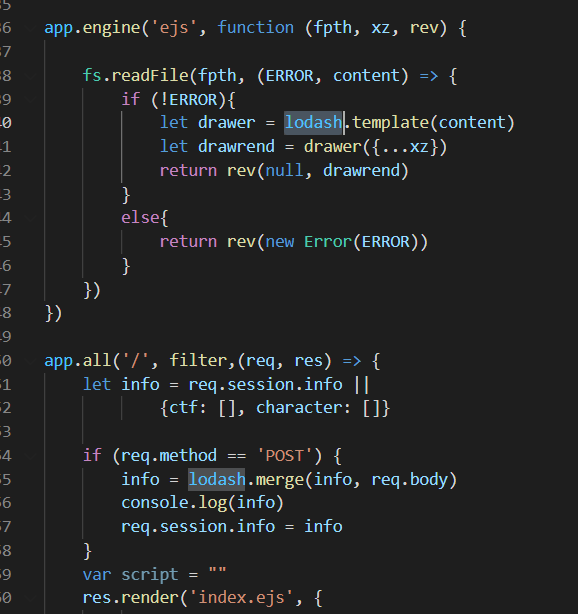 35
36 app.engine('ejs', function (fpth, xz, rev) {
37
38 fs.readFile(fpth, (ERROR, content) => {
39 if (!ERROR){
40 let drawer = lodash.template(content)
41 let drawrend = drawer({...xz})
42 return rev(null, drawrend)
43 }
44 else{
45 return rev(new Error(ERROR))
46 }
47 })
48 })
49
50 app.all('/', filter,(req, res) => {
51 let info = req.session.info ||
52 {ctf: [], character: []}
53
54 if (req.method == 'POST') {
55 info = lodash.merge(info, req.body)
56 console.log(info)
57 req.session.info = info
58 }
59 var script = ""
60 res.render('index.ejs', {